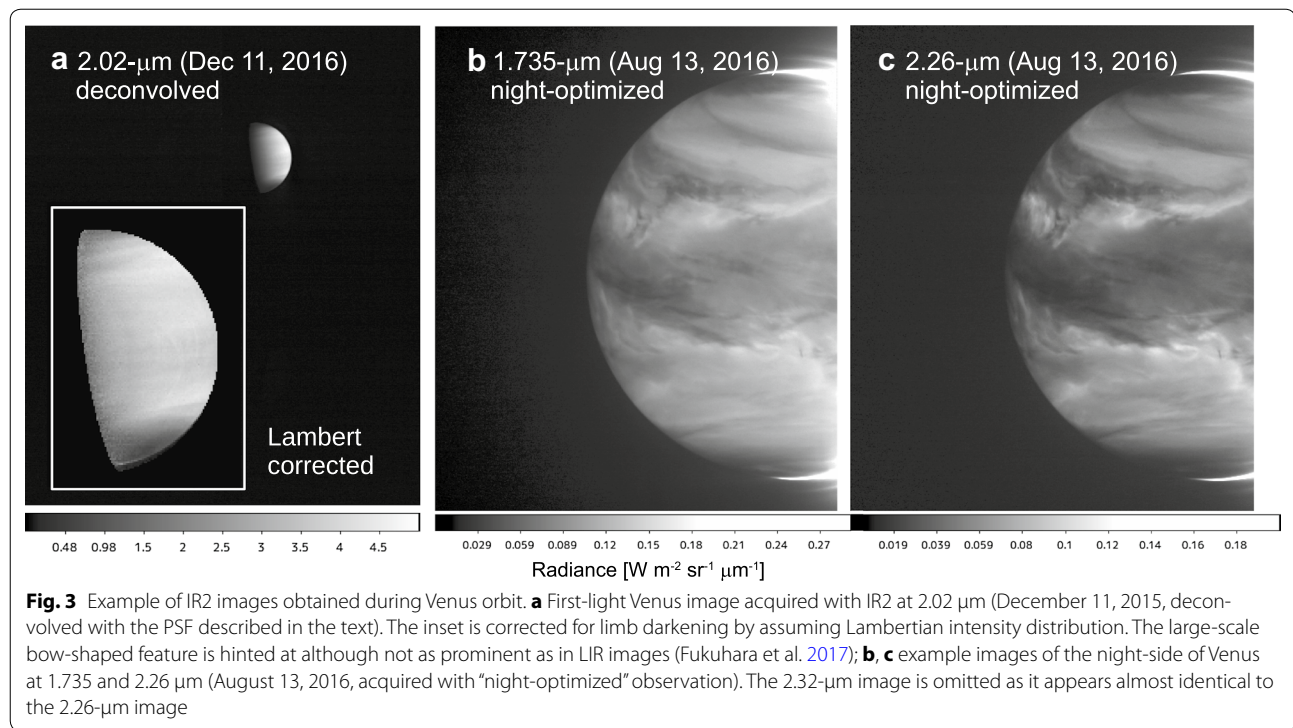 a 2.02-μm (Dec 11, 2016)
deconvolved
b 1.735-μm (Aug 13, 2016)
night-optimized
c 2.26-μm (Aug 13, 2016)
night-optimized
Lambert
corrected
0.48 0.98 1.5 2 2.5 3 3.5 4 4.5
0.029 0.059 0.089 0.12 0.15 0.18 0.21 0.24 0.27
0.019 0.039 0.059 0.08 0.1 0.12 0.14 0.16 0.18
Radiance [W m⁻² sr⁻¹ μm⁻¹]
Fig. 3 Example of IR2 images obtained during Venus orbit. a First-light Venus image acquired with IR2 at 2.02 μm (December 11, 2015, decon-
volved with the PSF described in the text). The inset is corrected for limb darkening by assuming Lambertian intensity distribution. The large-scale
bow-shaped feature is hinted at although not as prominent as in LIR images (Fukuhara et al. 2017); b, c example images of the night-side of Venus
at 1.735 and 2.26 μm (August 13, 2016, acquired with “night-optimized” observation). The 2.32-μm image is omitted as it appears almost identical to
the 2.26-μm image